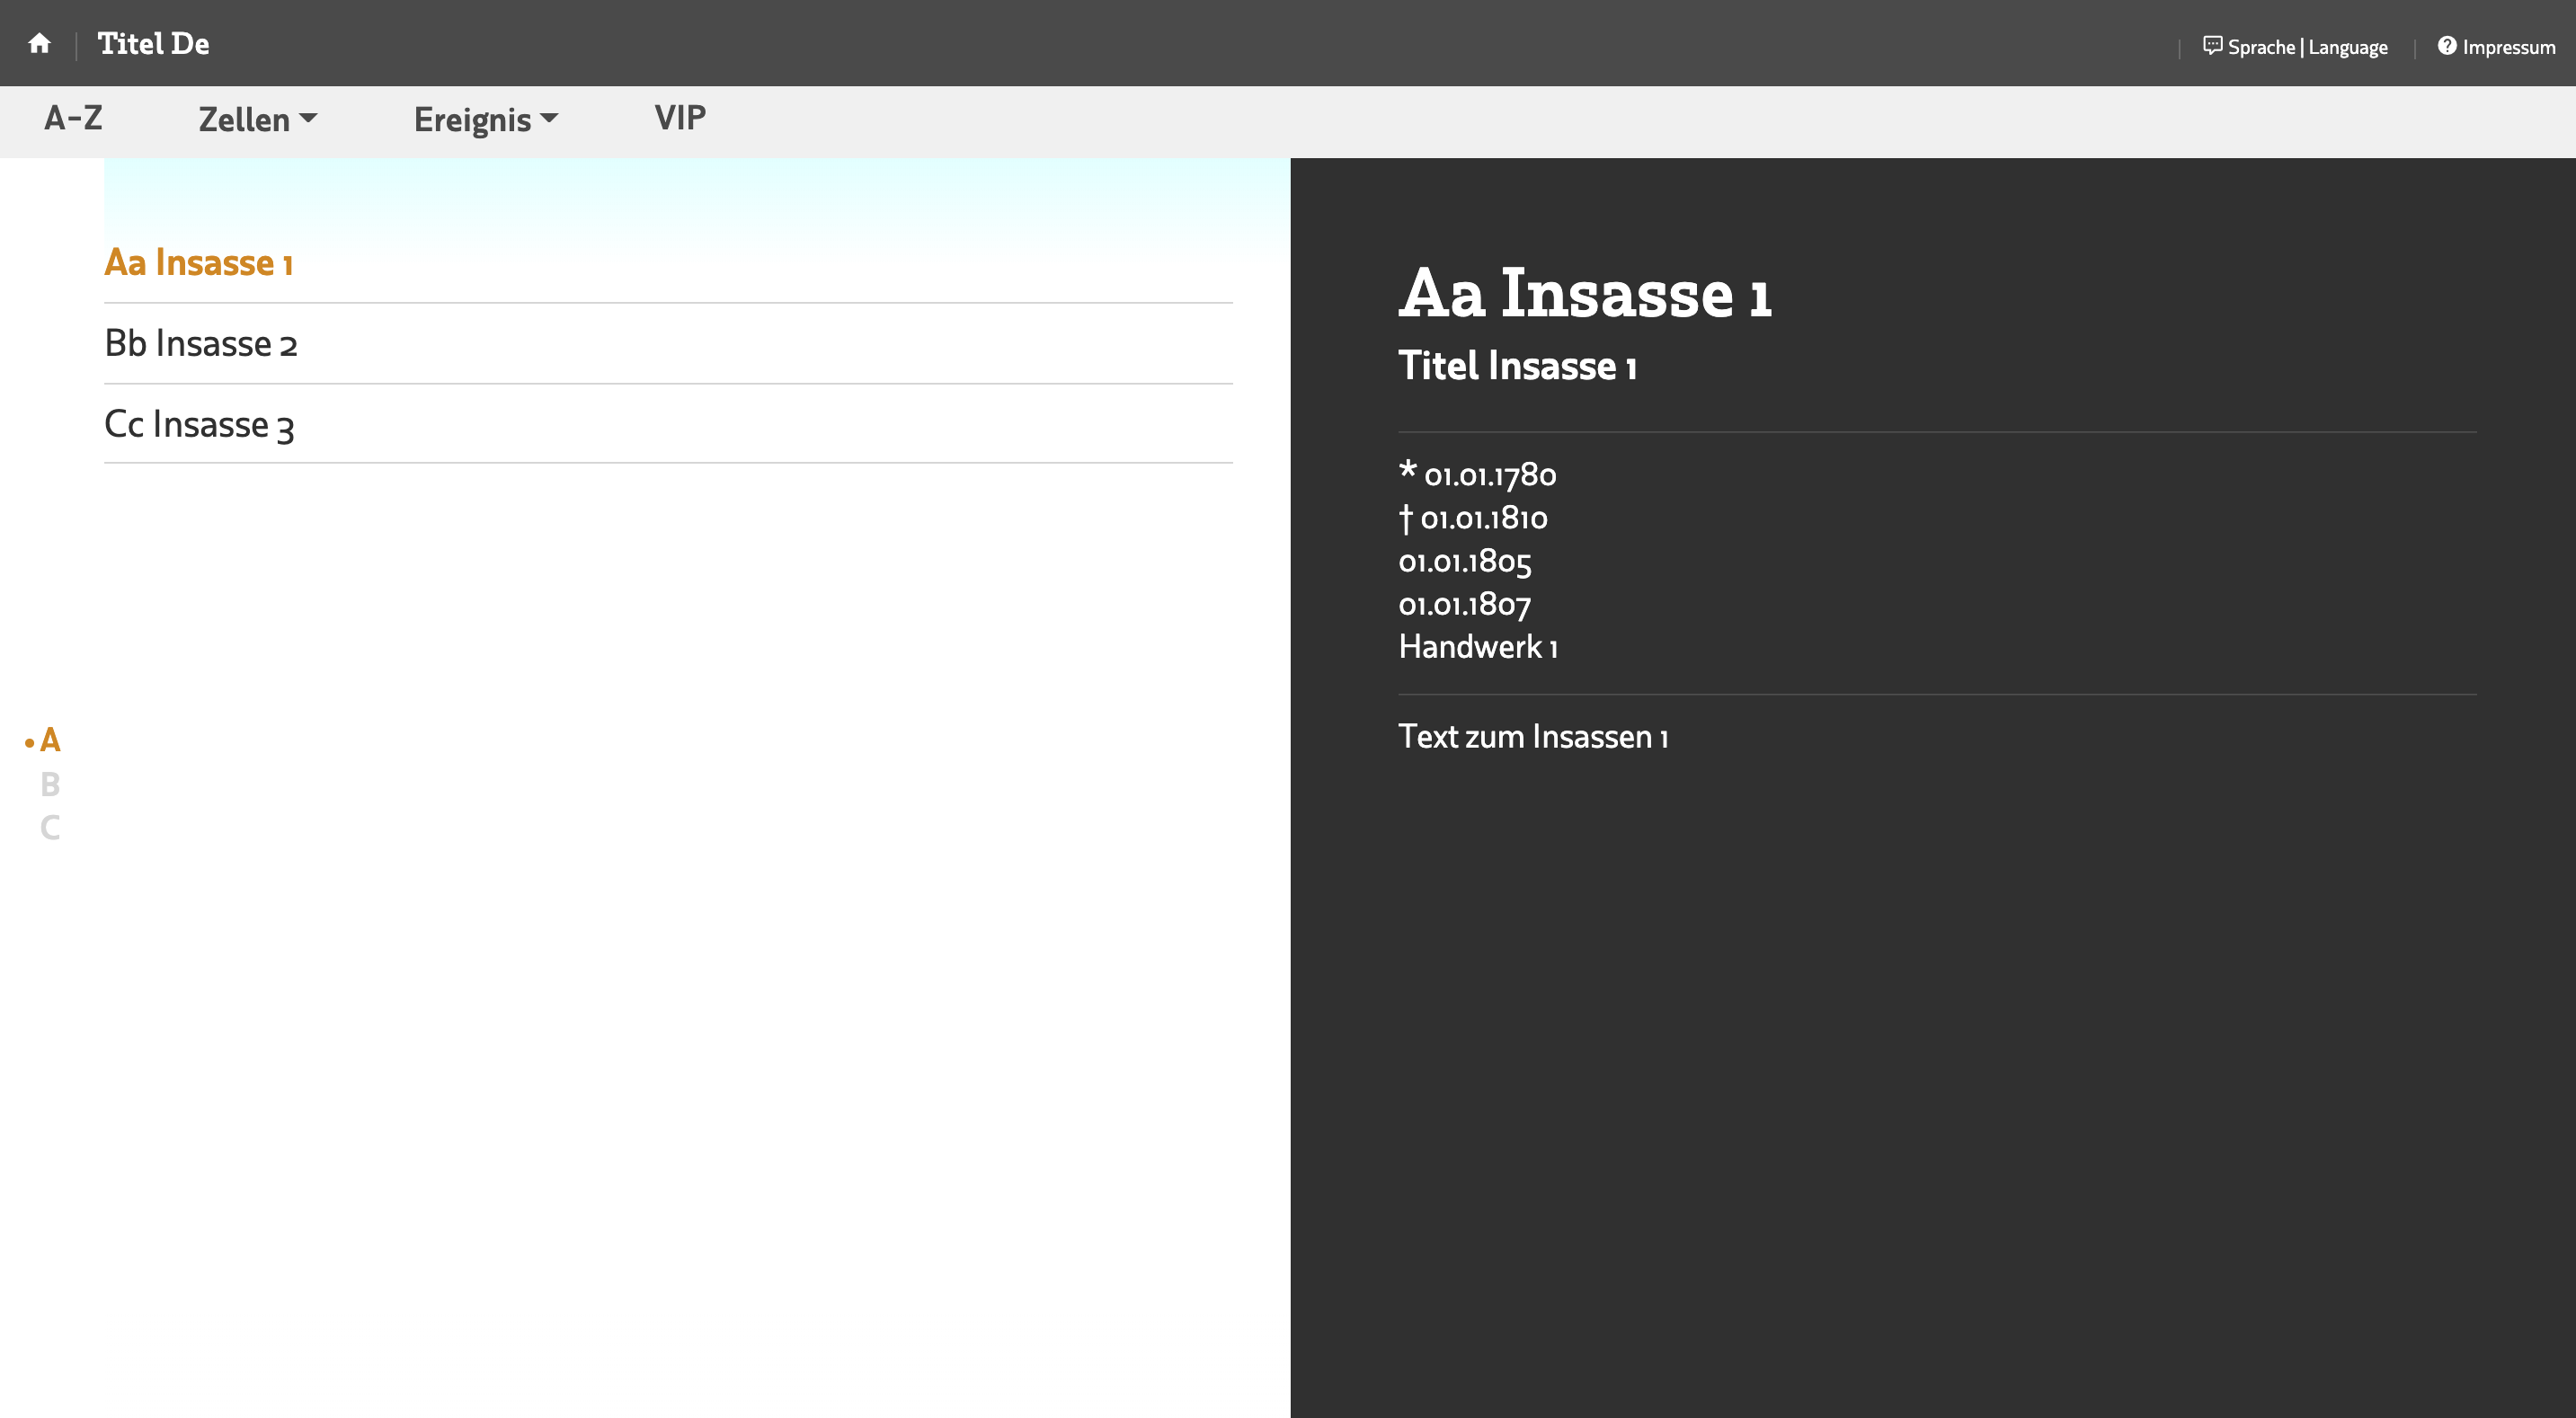 Titel De
Sprache | Language
Impressum
A-Z
Zellen
Ereignis
VIP
Aa Insasse 1
Bb Insasse 2
Cc Insasse 3
A
B
C
Aa Insasse 1
Titel Insasse 1
* 01.01.1780
† 01.01.1810
01.01.1805
01.01.1807
Handwerk 1
Text zum Insassen 1